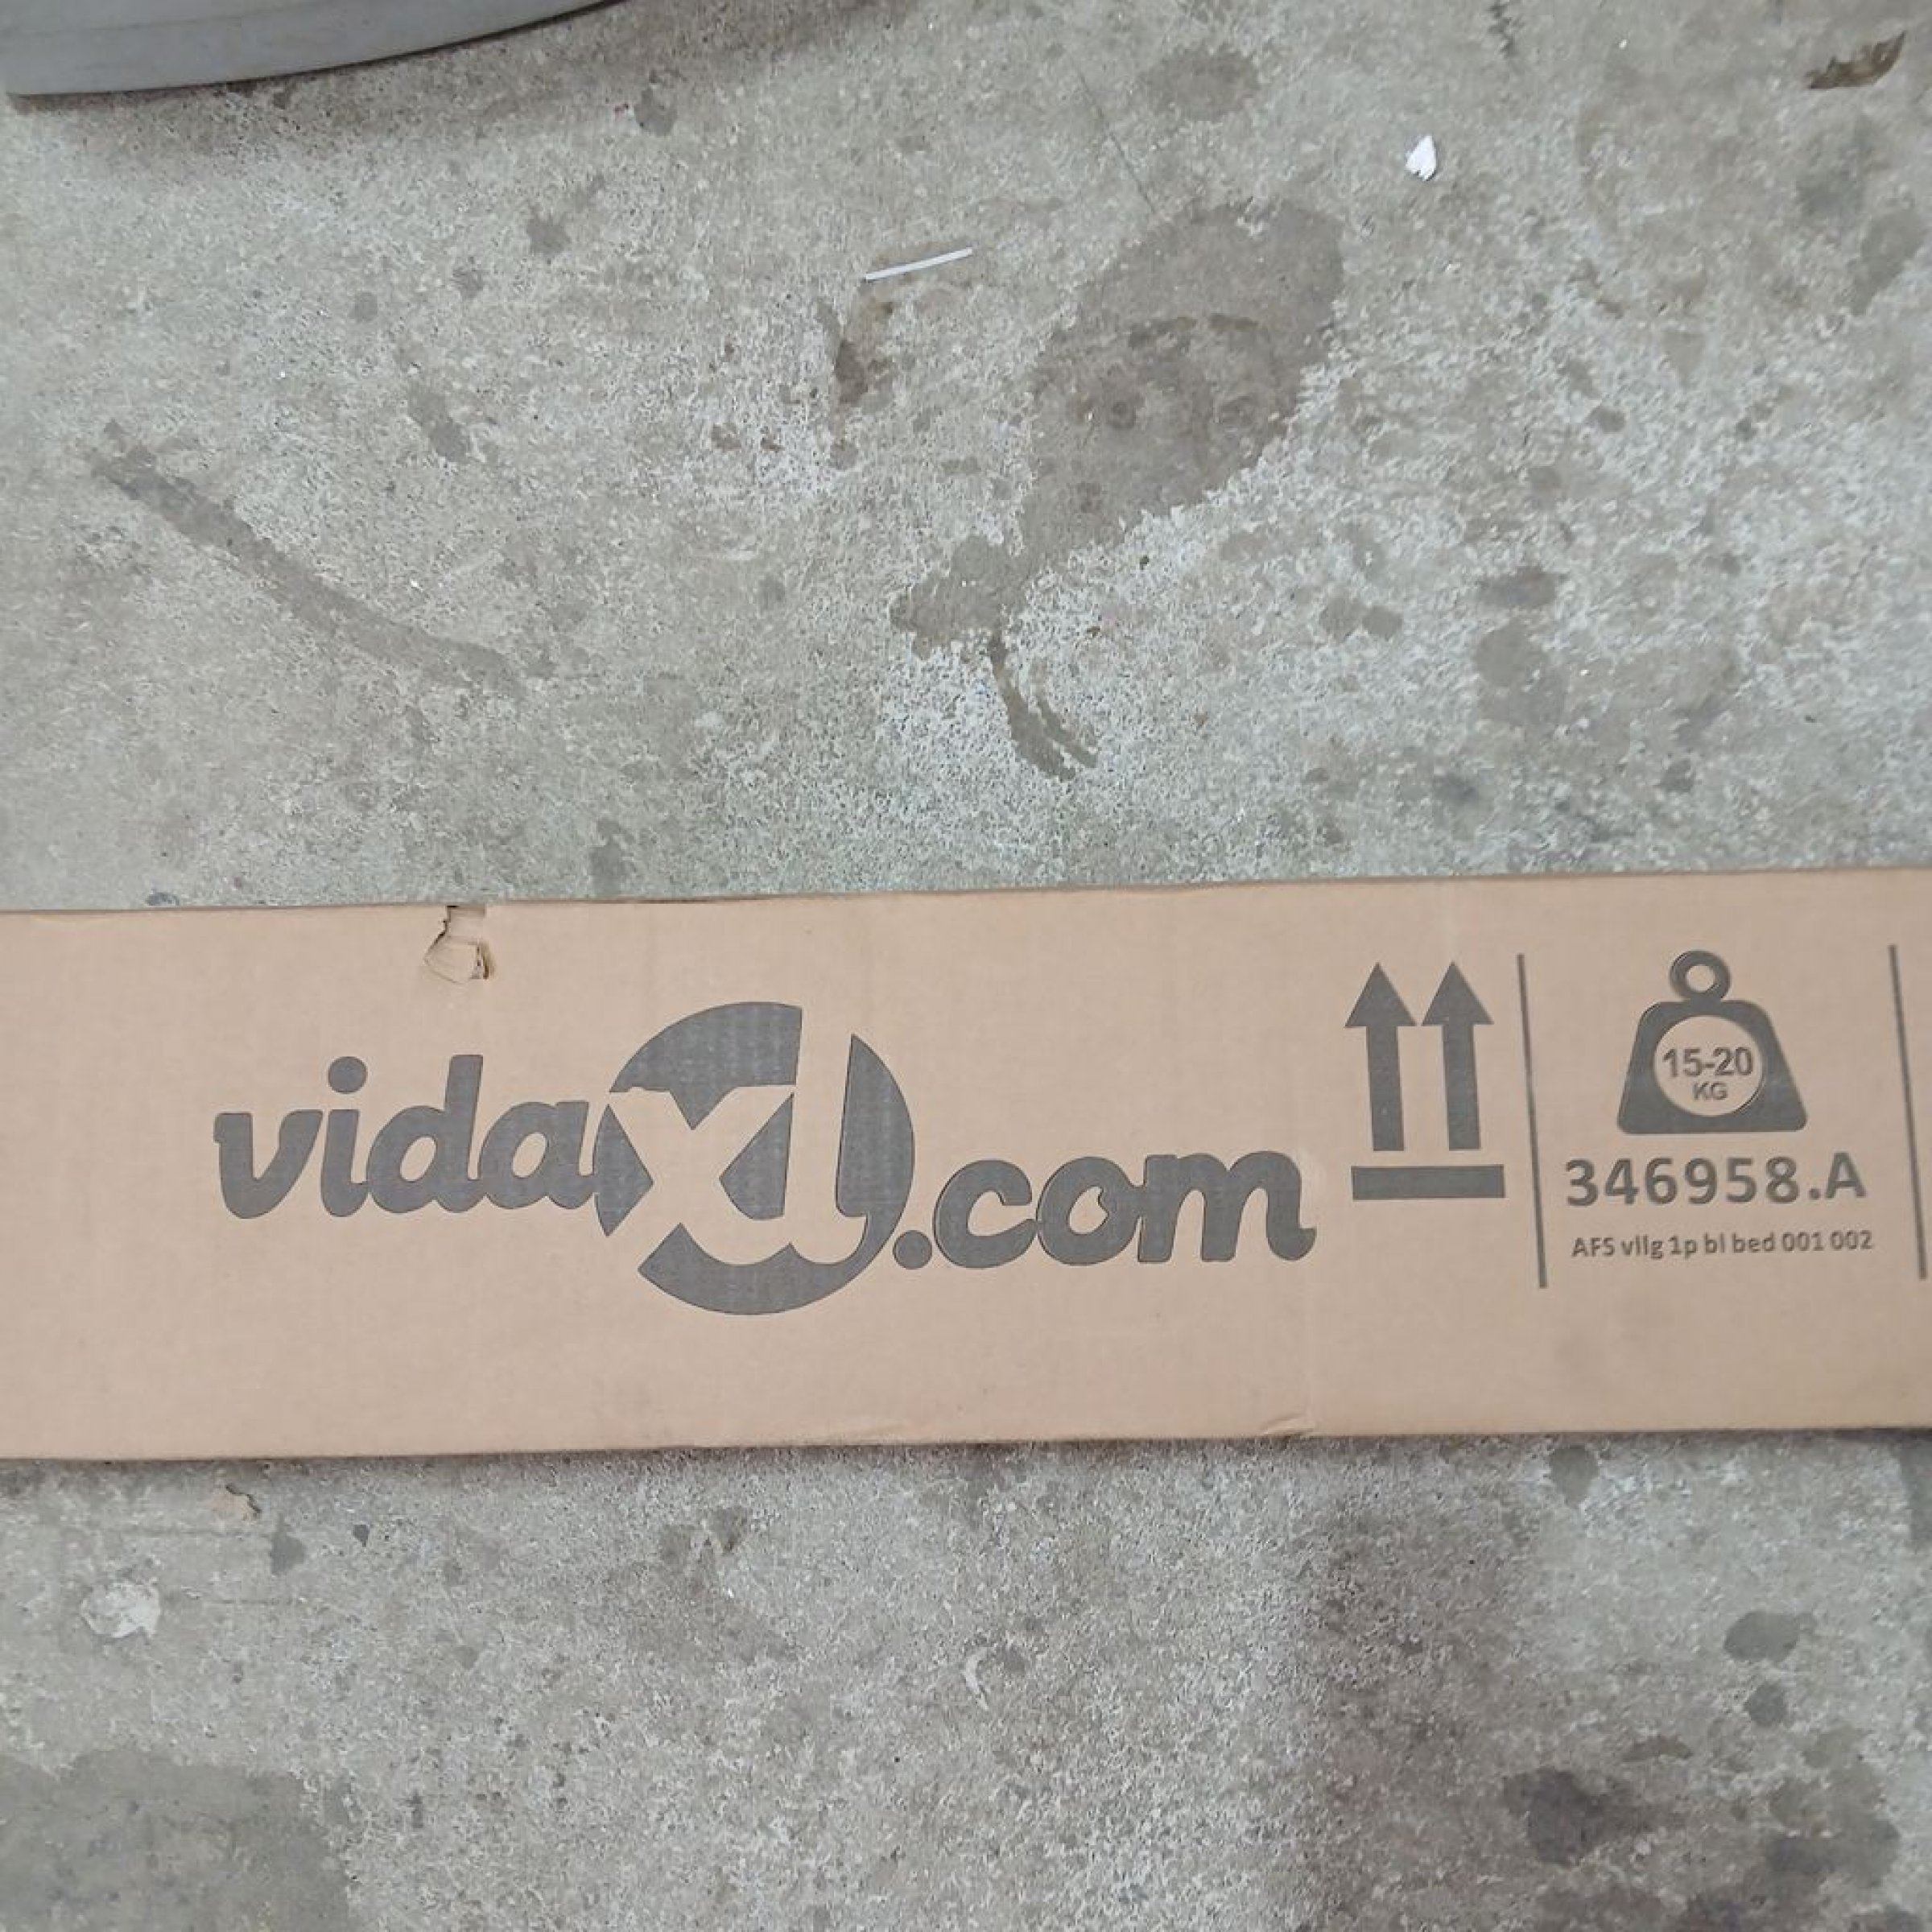 vidaxl.com
15-20
KG
346958.A
AFS vllg 1p bl bed 001 002